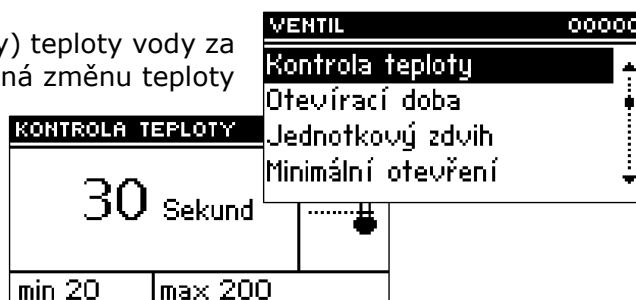 y) teploty vody za
ná změnu teploty
VENTIL 00000
Kontrola teploty
Otevírací doba
Jednotkový zdvih
Minimální otevření
KONTROLA TEPLOTY
30 Sekund
min 20 max 200